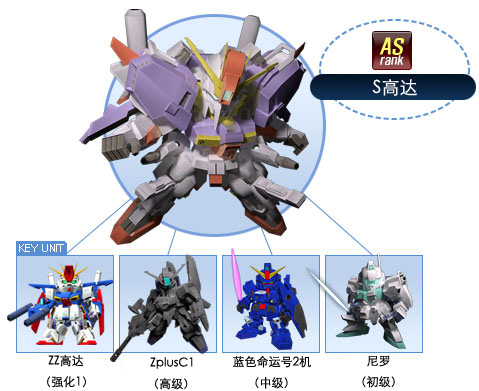 AS
rank
S高达
KEY UNIT
ZZ高达
(强化1)
ZplusC1
(高级)
蓝色命运号2机
(中级)
尼罗
(初级)